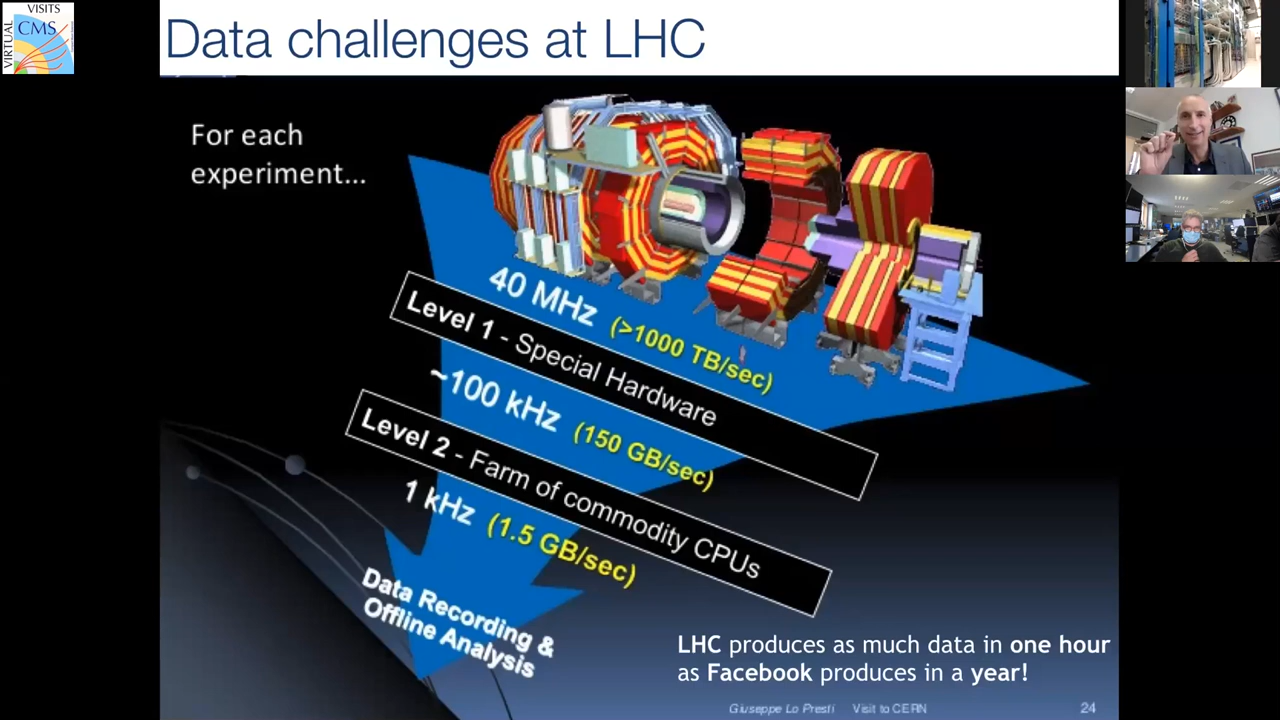 VIRTUAL
VISITS
CMS
Data challenges at LHC
For each
experiment...
40 MHz (>1000 TB/sec)
Level 1 - Special Hardware
~100 kHz (150 GB/sec)
Level 2 - Farm of commodity CPUs
1 kHz (1.5 GB/sec)
Data Recording &
Offline Analysis
LHC produces as much data in one hour
as Facebook produces in a year!
Giuseppe Lo Presti Visit to CERN 24